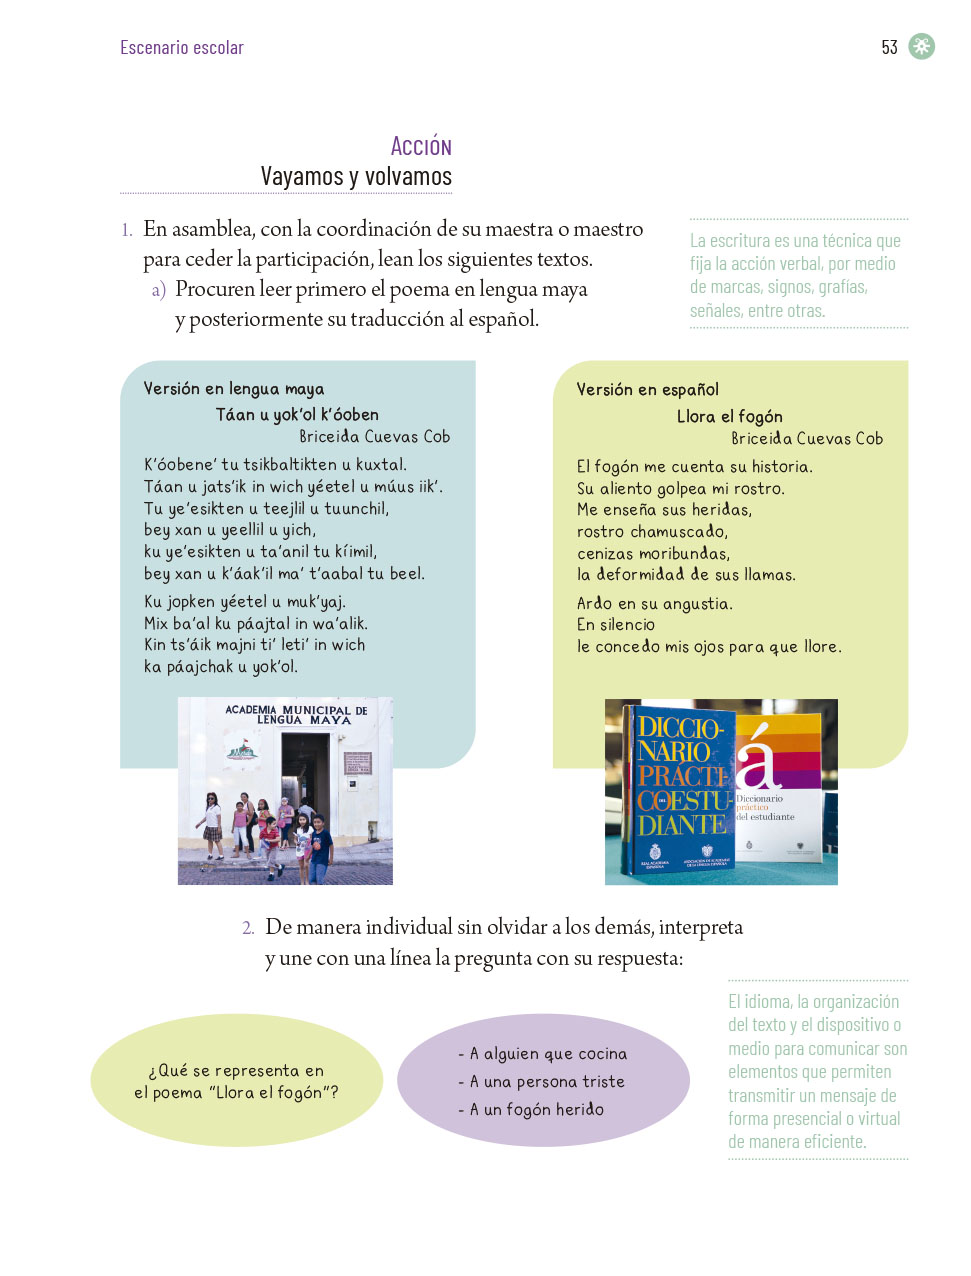 Escenario escolar
53
Acción
Vayamos y volvamos
1. En asamblea, con la coordinación de su maestra o maestro
para ceder la participación, lean los siguientes textos.
a) Procuren leer primero el poema en lengua maya
y posteriormente su traducción al español.
La escritura es una técnica que
fija la acción verbal, por medio
de marcas, signos, grafías,
señales, entre otras.
Versión en lengua maya
Táan u yok’ol k’óoben
Briceida Cuevas Cob
K’óobene’ tu tsikbaltikten u kuxtal.
Táan u jats’ik in wich yéetel u múus iik’.
Tu ye’esikten u teejlil u tuunchil,
bey xan u yeellil u yich,
ku ye’esikten u ta’anil tu kíimil,
bey xan u k’áak’il ma’ t’aabal tu beel.
Ku jopken yéetel u muk’yaj.
Mix ba’al ku páajtal in wa’alik.
Kin ts’áik majni ti’ leti’ in wich
ka páajchak u yok’ol.
Versión en español
Llora el fogón
Briceida Cuevas Cob
El fogón me cuenta su historia.
Su aliento golpea mi rostro.
Me enseña sus heridas,
rostro chamuscado,
cenizas moribundas,
la deformidad de sus llamas.
Ardo en su angustia.
En silencio
le concedo mis ojos para que llore.
ACADEMIA MUNICIPAL DE
LENGUA MAYA
DICCIO-
NARIO
PRÁCTI-
CO DEL ESTU-
DIANTE
REAL ACADEMIA
ESPAÑOLA
ASOCIACIÓN DE ACADEMIAS
DE LA LENGUA ESPAÑOLA
á
Diccionario
práctico
del estudiante
2. De manera individual sin olvidar a los demás, interpreta
y une con una línea la pregunta con su respuesta:
¿Qué se representa en
el poema “Llora el fogón”?
- A alguien que cocina
- A una persona triste
- A un fogón herido
El idioma, la organización
del texto y el dispositivo o
medio para comunicar son
elementos que permiten
transmitir un mensaje de
forma presencial o virtual
de manera eficiente.